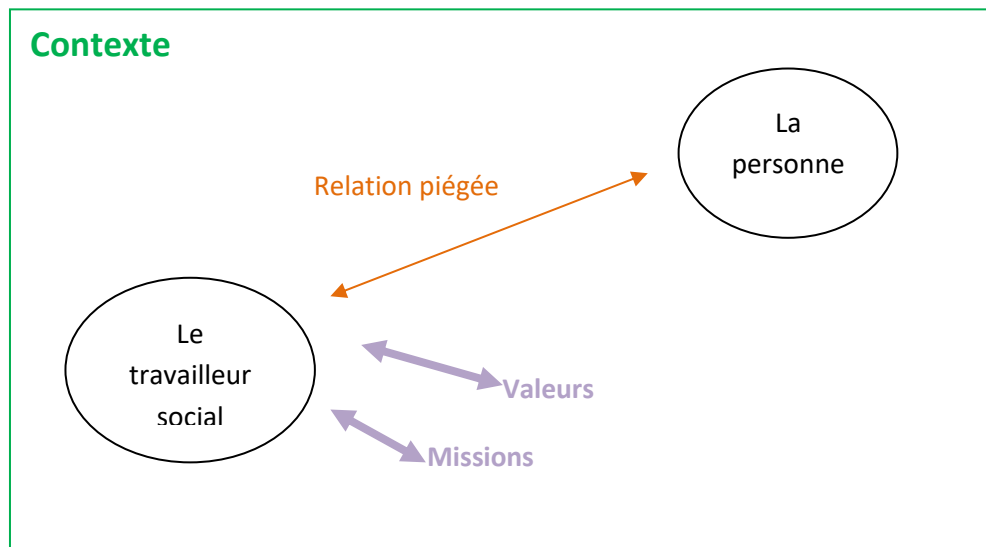 Contexte
La
personne
Relation piégée
Le
travailleur
social
Valeurs
Missions